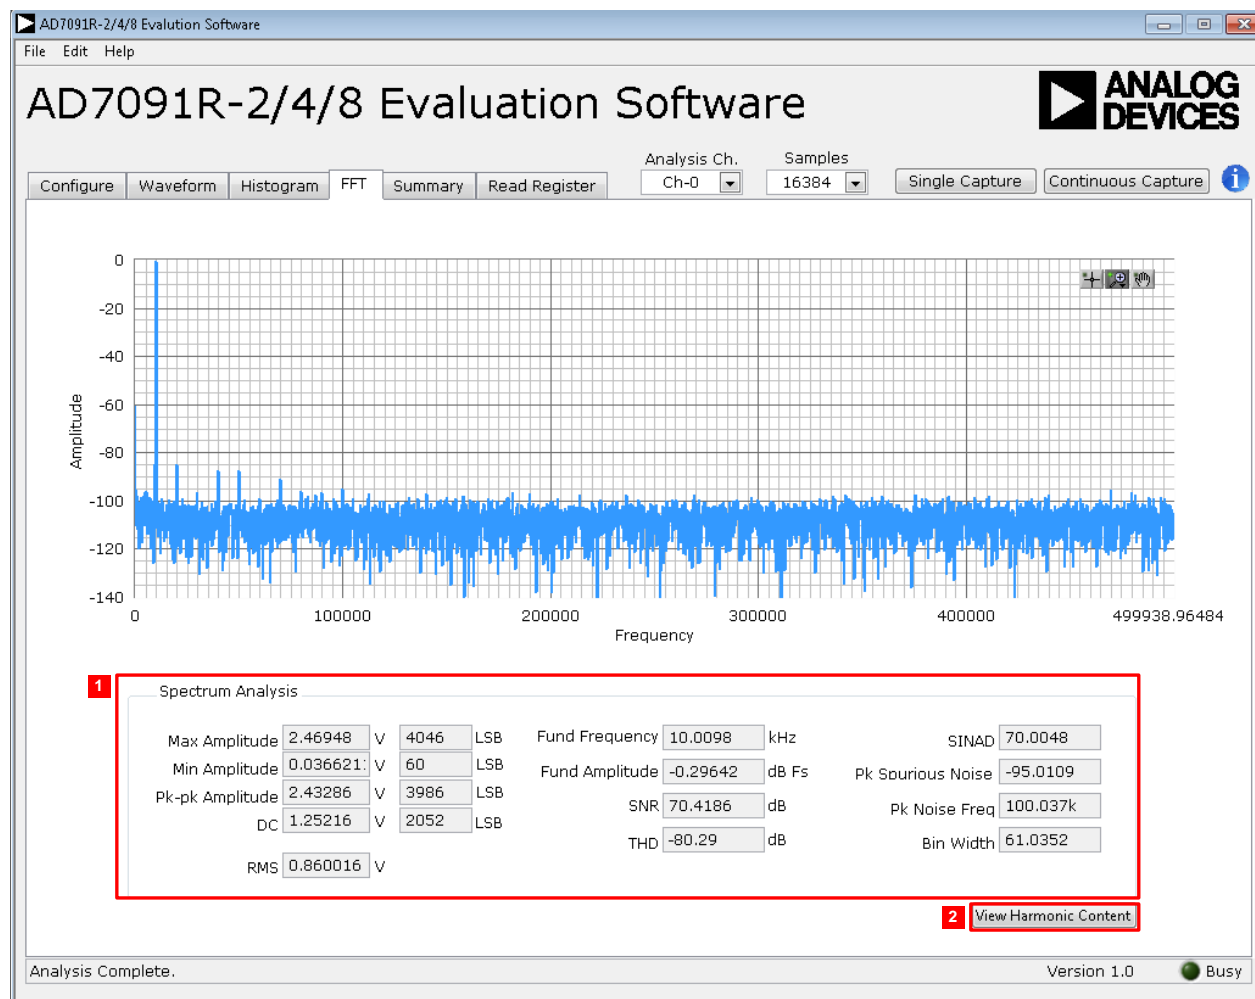 AD7091R-2/4/8 Evalution Software
File Edit Help
AD7091R-2/4/8 Evaluation Software
ANALOG
DEVICES
Analysis Ch. Samples
Configure Waveform Histogram FFT Summary Read Register Ch-0 16384 Single Capture Continuous Capture i
Amplitude
0
-20
-40
-60
-80
-100
-120
-140
0 100000 200000 300000 400000 499938.96484
Frequency
1
Spectrum Analysis
Max Amplitude 2.46948 V 4046 LSB
Min Amplitude 0.036621: V 60 LSB
Pk-pk Amplitude 2.43286 V 3986 LSB
DC 1.25216 V 2052 LSB
RMS 0.860016 V
Fund Frequency 10.0098 kHz
Fund Amplitude -0.29642 dB Fs
SNR 70.4186 dB
THD -80.29 dB
SINAD 70.0048
Pk Spurious Noise -95.0109
Pk Noise Freq 100.037k
Bin Width 61.0352
2 View Harmonic Content
Analysis Complete. Version 1.0 Busy